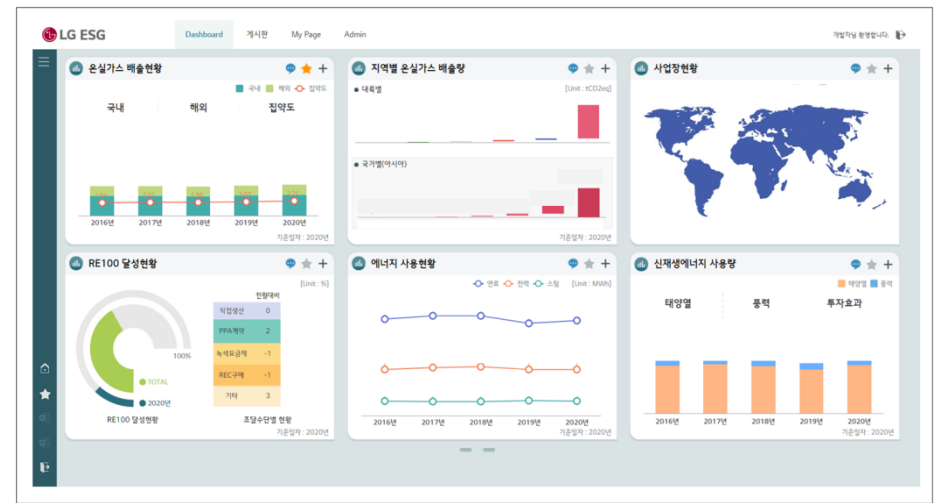 LG ESG
Dashboard 게시판 My Page Admin
개발자님 환영합니다.
온실가스 배출현황
국내 해외 집약도
국내 해외 집약도
2016년 2017년 2018년 2019년 2020년
기준일자 : 2020년
지역별 온실가스 배출량
대륙별 [Unit : tCO2eq]
국가별(아시아)
기준일자 : 2020년
사업장현황
RE100 달성현황
[Unit : %]
전월대비
직접생산 0
PPA계약 2
녹색요금제 -1
REC구매 -1
기타 3
100%
TOTAL
2020년
RE100 달성현황 조달수단별 현황
기준일자 : 2020년
에너지 사용현황
연료 전력 스팀 [Unit : MWh]
2016년 2017년 2018년 2019년 2020년
기준일자 : 2020년
신재생에너지 사용량
태양열 풍력
태양열 풍력 투자효과
2016년 2017년 2018년 2019년 2020년
기준일자 : 2020년